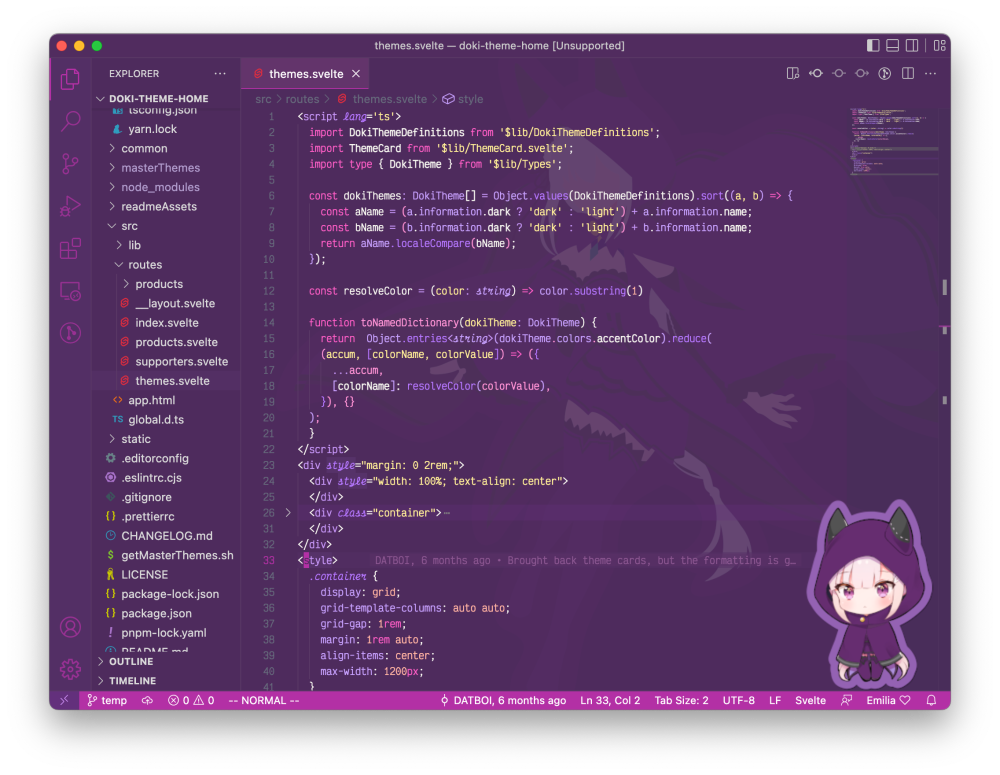 themes.svelte — doki-theme-home [Unsupported]
EXPLORER
···
themes.svelte
DOKI-THEME-HOME
tsconfig.json
yarn.lock
common
masterThemes
node_modules
readmeAssets
src
lib
routes
products
__layout.svelte
index.svelte
products.svelte
supporters.svelte
themes.svelte
app.html
TS global.d.ts
static
.editorconfig
.eslintrc.cjs
.gitignore
{} .prettierrc
CHANGELOG.md
$ getMasterThemes.sh
LICENSE
{} package-lock.json
{} package.json
! pnpm-lock.yaml
README.md
OUTLINE
TIMELINE
src > routes > themes.svelte > style
1 <script lang='ts'>
2 import DokiThemeDefinitions from '$lib/DokiThemeDefinitions';
3 import ThemeCard from '$lib/ThemeCard.svelte';
4 import type { DokiTheme } from '$lib/Types';
5
6 const dokiThemes: DokiTheme[] = Object.values(DokiThemeDefinitions).sort((a, b) => {
7 const aName = (a.information.dark ? 'dark' : 'light') + a.information.name;
8 const bName = (b.information.dark ? 'dark' : 'light') + b.information.name;
9 return aName.localeCompare(bName);
10 });
11
12 const resolveColor = (color: string) => color.substring(1)
13
14 function toNamedDictionary(dokiTheme: DokiTheme) {
15 return Object.entries<string>(dokiTheme.colors.accentColor).reduce(
16 (accum, [colorName, colorValue]) => ({
17 ...accum,
18 [colorName]: resolveColor(colorValue),
19 }), {}
20 );
21 }
22 </script>
23 <div style="margin: 0 2rem;">
24 <div style="width: 100%; text-align: center">
25 </div>
26 <div class="container">···
31 </div>
32 </div>
33 <style> DATBOI, 6 months ago • Brought back theme cards, but the formatting is g…
34 .container {
35 display: grid;
36 grid-template-columns: auto auto;
37 grid-gap: 1rem;
38 margin: 1rem auto;
39 align-items: center;
40 max-width: 1200px;
41 }
temp
0
0
-- NORMAL --
DATBOI, 6 months ago
Ln 33, Col 2
Tab Size: 2
UTF-8
LF
Svelte
Emilia ♡